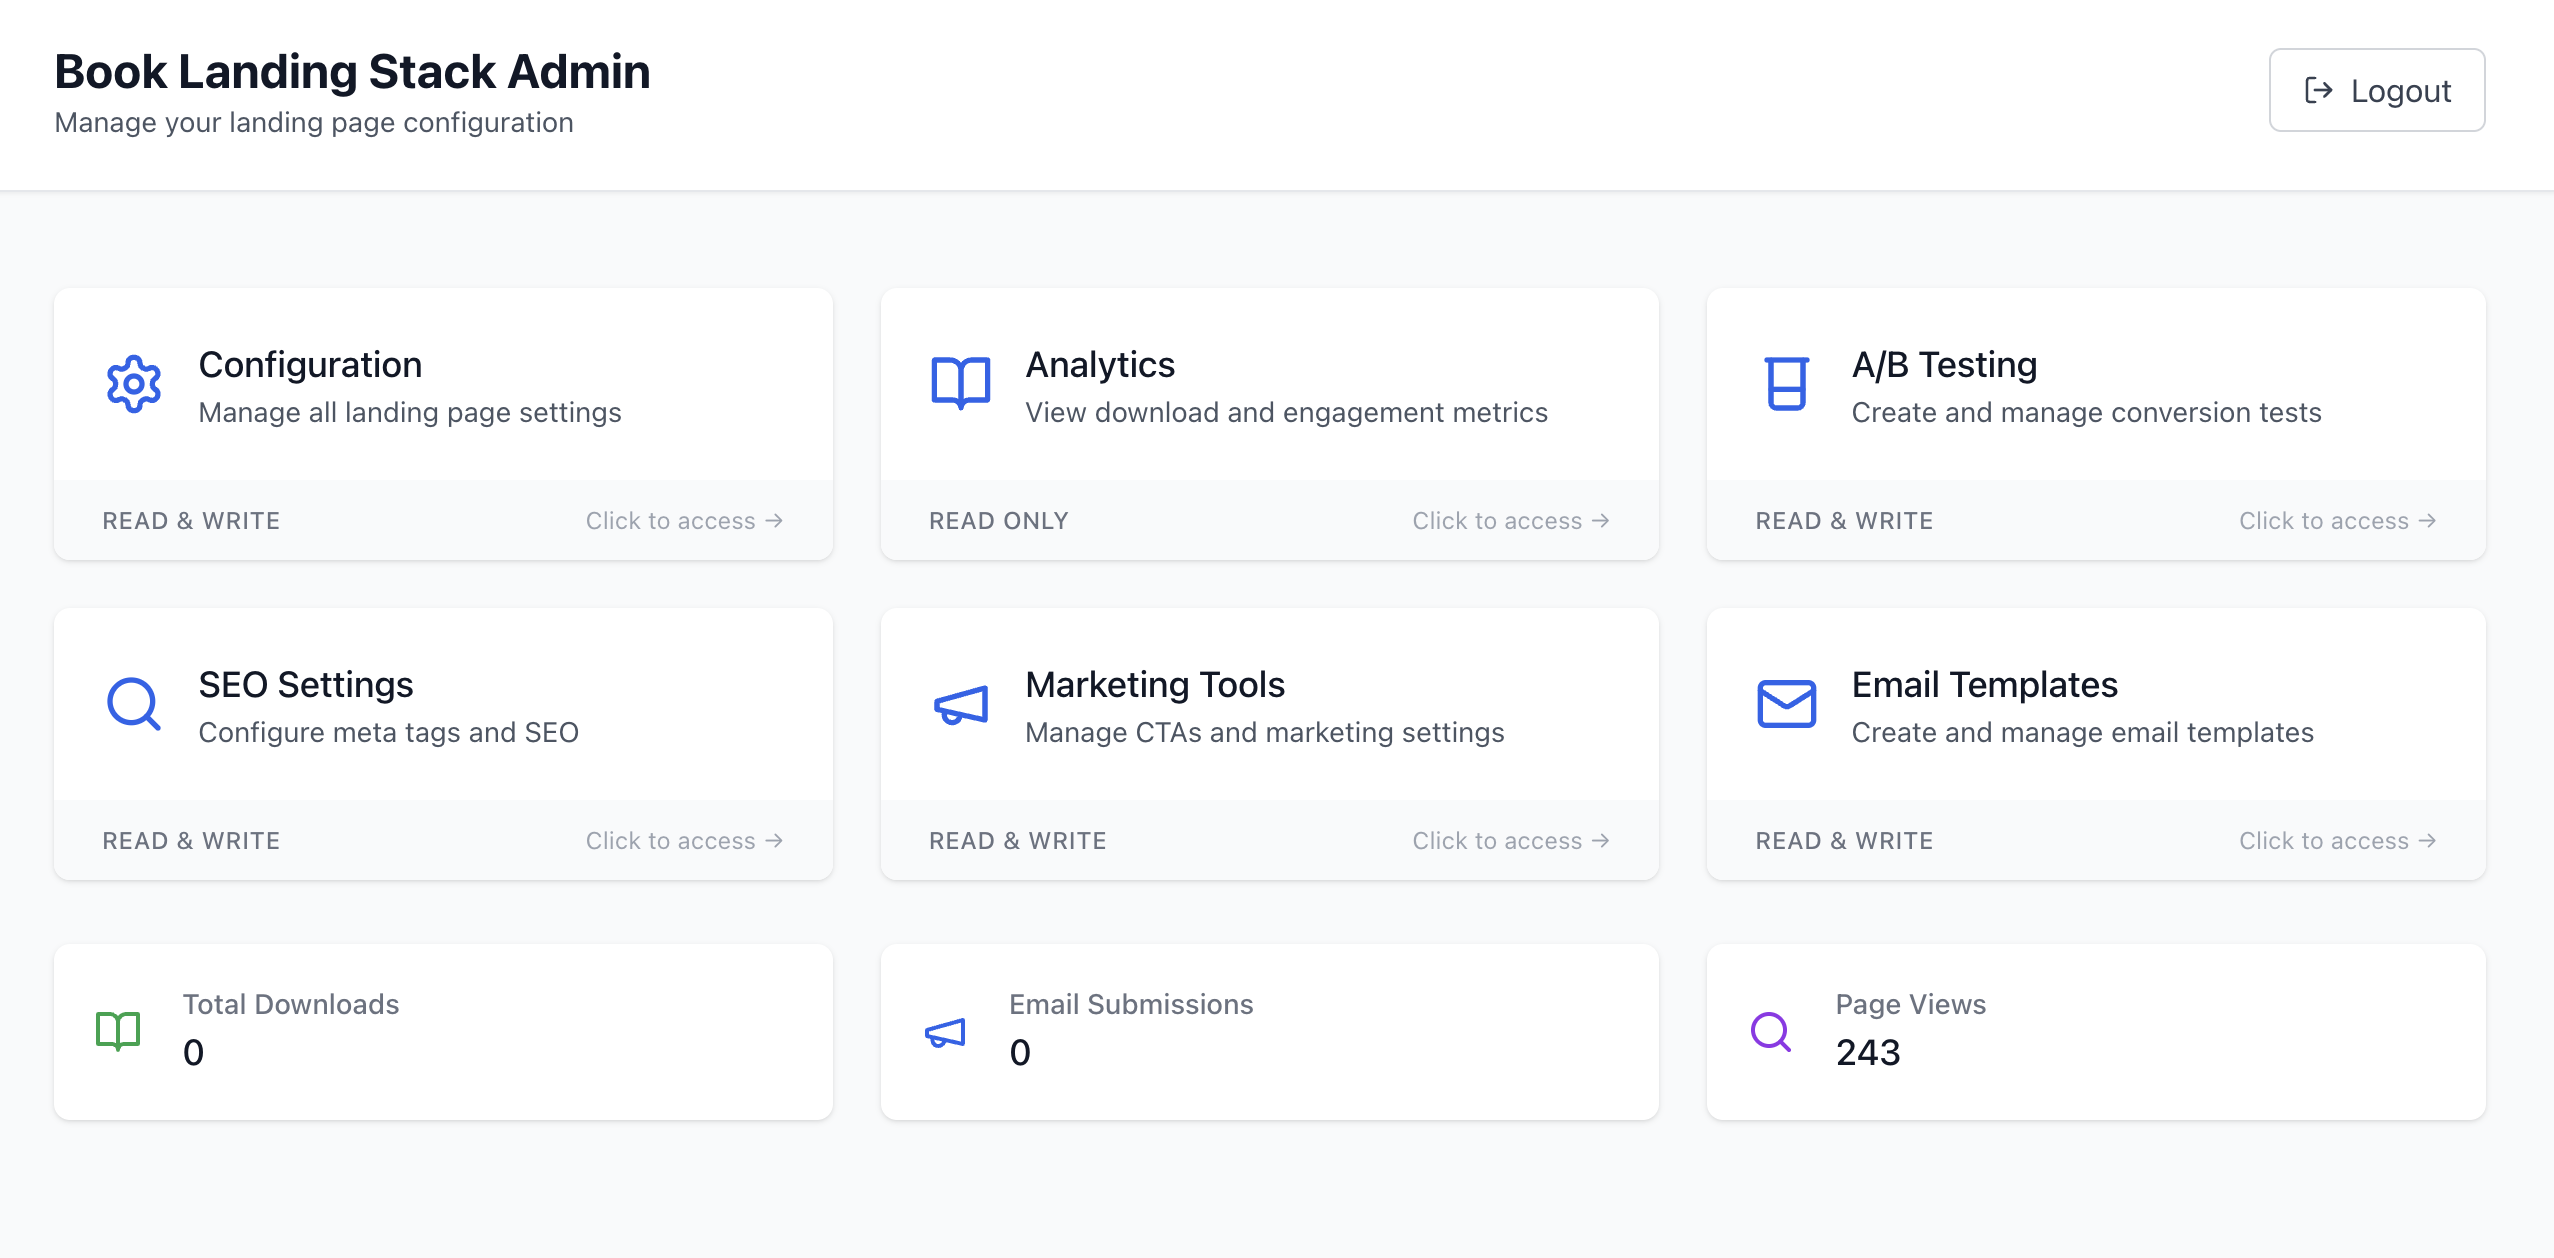 Book Landing Stack Admin
Manage your landing page configuration
Logout
Configuration
Manage all landing page settings
READ & WRITE
Click to access →
Analytics
View download and engagement metrics
READ ONLY
Click to access →
A/B Testing
Create and manage conversion tests
READ & WRITE
Click to access →
SEO Settings
Configure meta tags and SEO
READ & WRITE
Click to access →
Marketing Tools
Manage CTAs and marketing settings
READ & WRITE
Click to access →
Email Templates
Create and manage email templates
READ & WRITE
Click to access →
Total Downloads
0
Email Submissions
0
Page Views
243